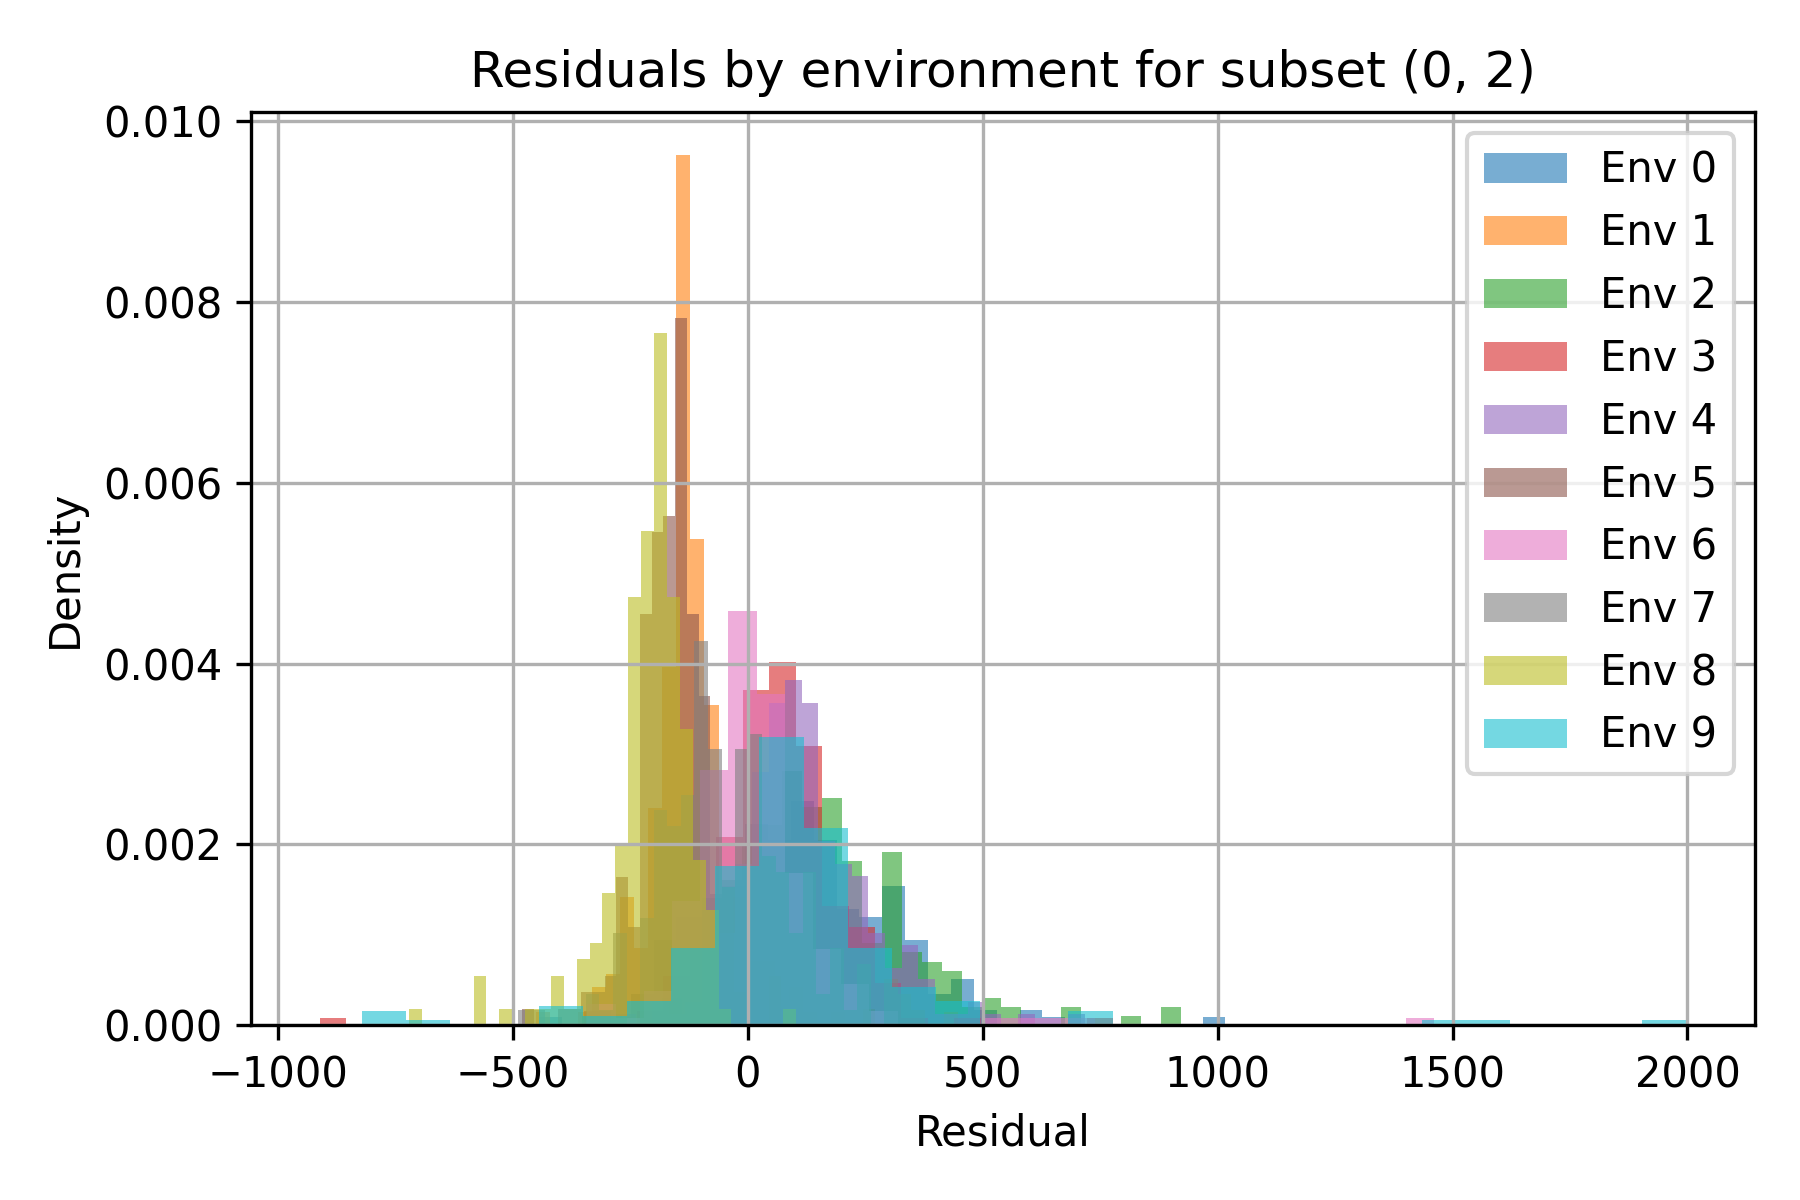 Residuals by environment for subset (0, 2)
0.010
0.008
0.006
0.004
0.002
0.000
Density
−1000
−500
0
500
1000
1500
2000
Residual
Env 0
Env 1
Env 2
Env 3
Env 4
Env 5
Env 6
Env 7
Env 8
Env 9